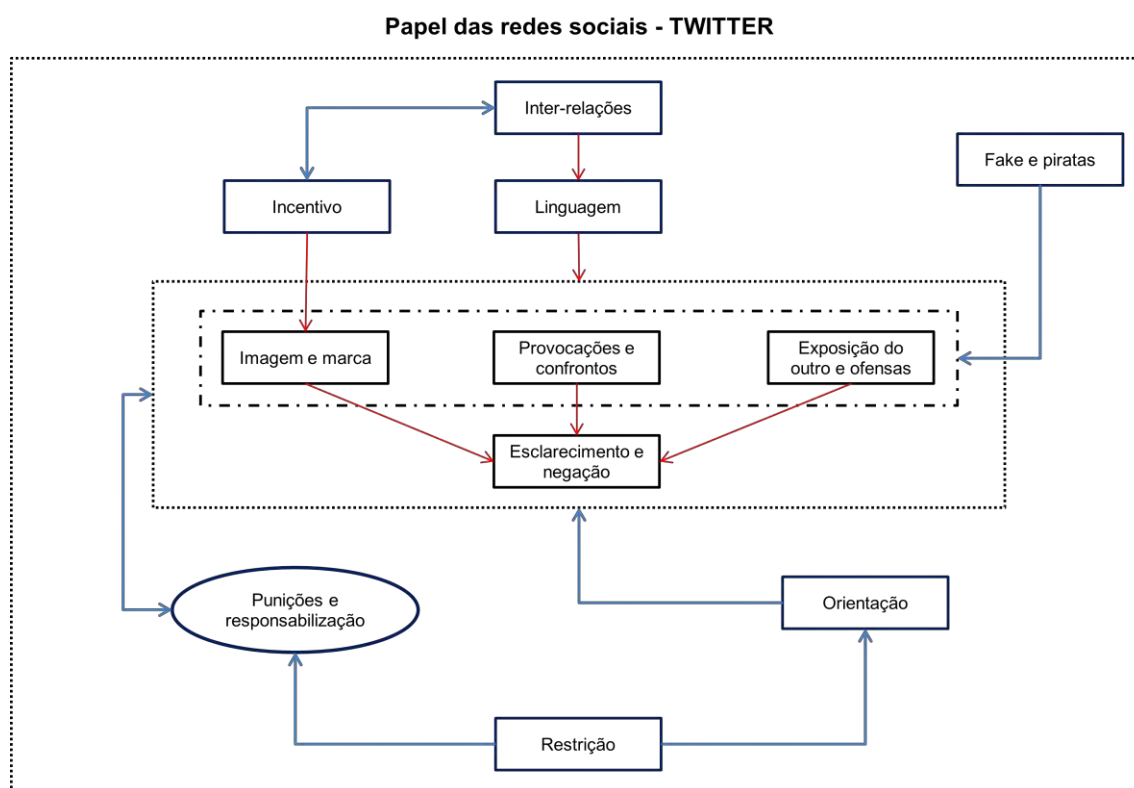 Papel das redes sociais - TWITTER
Inter-relações
Fake e piratas
Incentivo
Linguagem
Imagem e marca
Provocações e
confrontos
Exposição do
outro e ofensas
Esclarecimento e
negação
Punições e
responsabilização
Orientação
Restrição